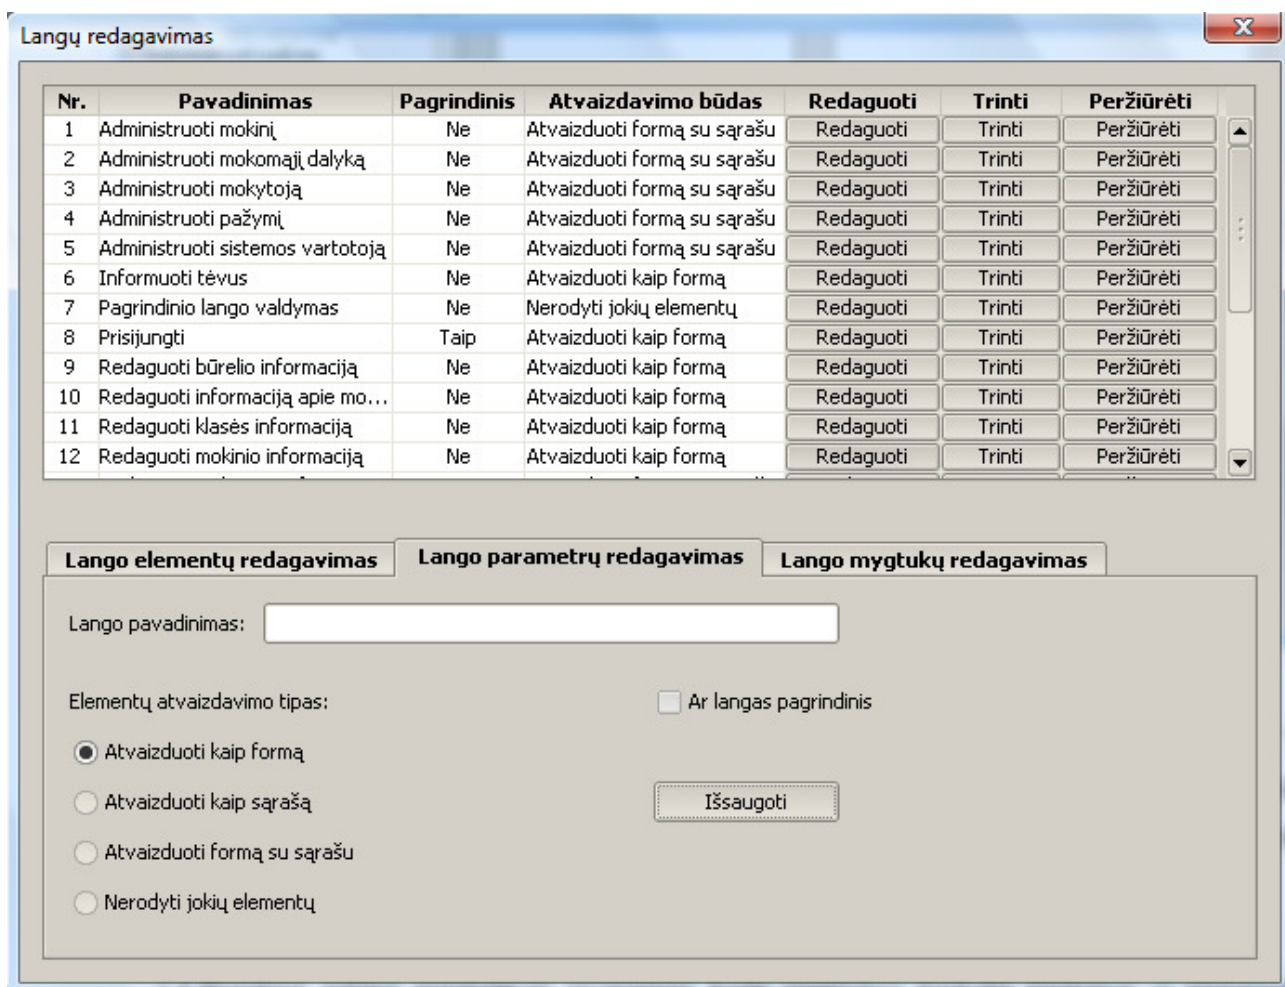 Langų redagavimas
Nr. Pavadinimas Pagrindinis Atvaizdavimo būdas Redaguoti Trinti Peržiūrėti
1 Administruoti mokinį Ne Atvaizduoti formą su sąrašu Redaguoti Trinti Peržiūrėti
2 Administruoti mokomąjį dalyką Ne Atvaizduoti formą su sąrašu Redaguoti Trinti Peržiūrėti
3 Administruoti mokytoją Ne Atvaizduoti formą su sąrašu Redaguoti Trinti Peržiūrėti
4 Administruoti pažymį Ne Atvaizduoti formą su sąrašu Redaguoti Trinti Peržiūrėti
5 Administruoti sistemos vartotoją Ne Atvaizduoti formą su sąrašu Redaguoti Trinti Peržiūrėti
6 Informuoti tėvus Ne Atvaizduoti kaip formą Redaguoti Trinti Peržiūrėti
7 Pagrindinio lango valdymas Ne Nerodyti jokių elementų Redaguoti Trinti Peržiūrėti
8 Prisijungti Taip Atvaizduoti kaip formą Redaguoti Trinti Peržiūrėti
9 Redaguoti būrelio informaciją Ne Atvaizduoti kaip formą Redaguoti Trinti Peržiūrėti
10 Redaguoti informaciją apie mo... Ne Atvaizduoti kaip formą Redaguoti Trinti Peržiūrėti
11 Redaguoti klasės informaciją Ne Atvaizduoti kaip formą Redaguoti Trinti Peržiūrėti
12 Redaguoti mokinio informaciją Ne Atvaizduoti kaip formą Redaguoti Trinti Peržiūrėti
Lango elementų redagavimas Lango parametrų redagavimas Lango mygtukų redagavimas
Lango pavadinimas:
Elementų atvaizdavimo tipas: Ar langas pagrindinis
Atvaizduoti kaip formą
Atvaizduoti kaip sąrašą Išsaugoti
Atvaizduoti formą su sąrašu
Nerodyti jokių elementų